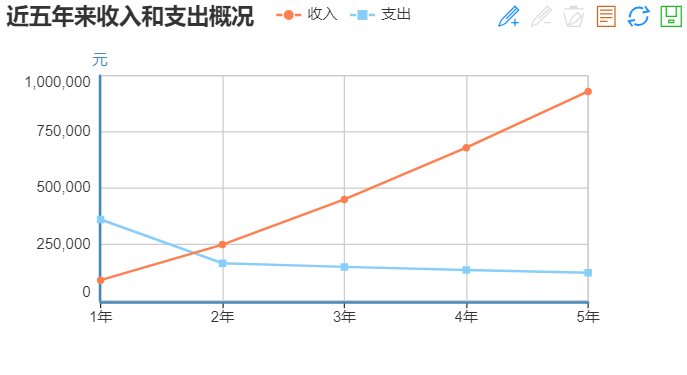 近五年来收入和支出概况
收入
支出
元
1,000,000
750,000
500,000
250,000
0
1年 2年 3年 4年 5年